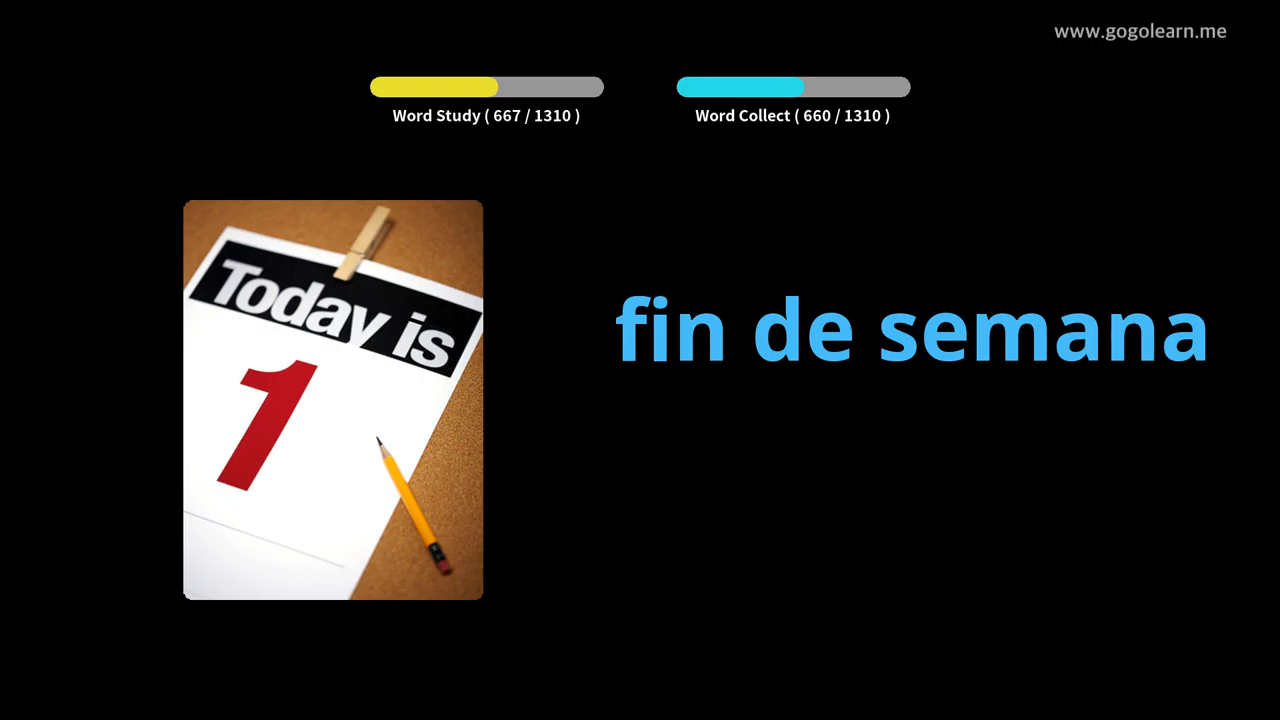 www.gogolearn.me
Word Study ( 667 / 1310 )
Word Collect ( 660 / 1310 )
Today is
1
fin de semana